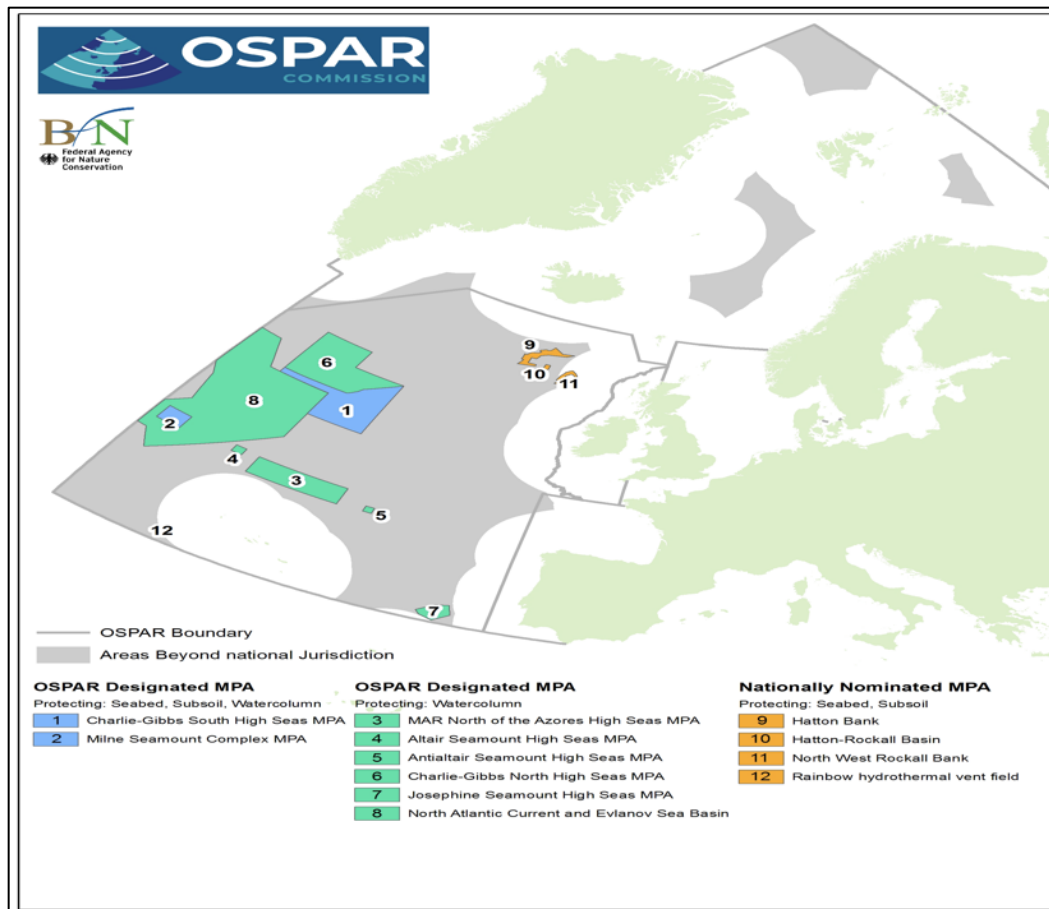 OSPAR
COMMISSION
BfN
Federal Agency
for Nature
Conservation
9
6
10
11
8
1
2
4
3
5
12
7
OSPAR Boundary
Areas Beyond national Jurisdiction
OSPAR Designated MPA
Protecting: Seabed, Subsoil, Watercolumn
1 Charlie-Gibbs South High Seas MPA
2 Milne Seamount Complex MPA
OSPAR Designated MPA
Protecting: Watercolumn
3 MAR North of the Azores High Seas MPA
4 Altair Seamount High Seas MPA
5 Antialtair Seamount High Seas MPA
6 Charlie-Gibbs North High Seas MPA
7 Josephine Seamount High Seas MPA
8 North Atlantic Current and Evlanov Sea Basin
Nationally Nominated MPA
Protecting: Seabed, Subsoil
9 Hatton Bank
10 Hatton-Rockall Basin
11 North West Rockall Bank
12 Rainbow hydrothermal vent field